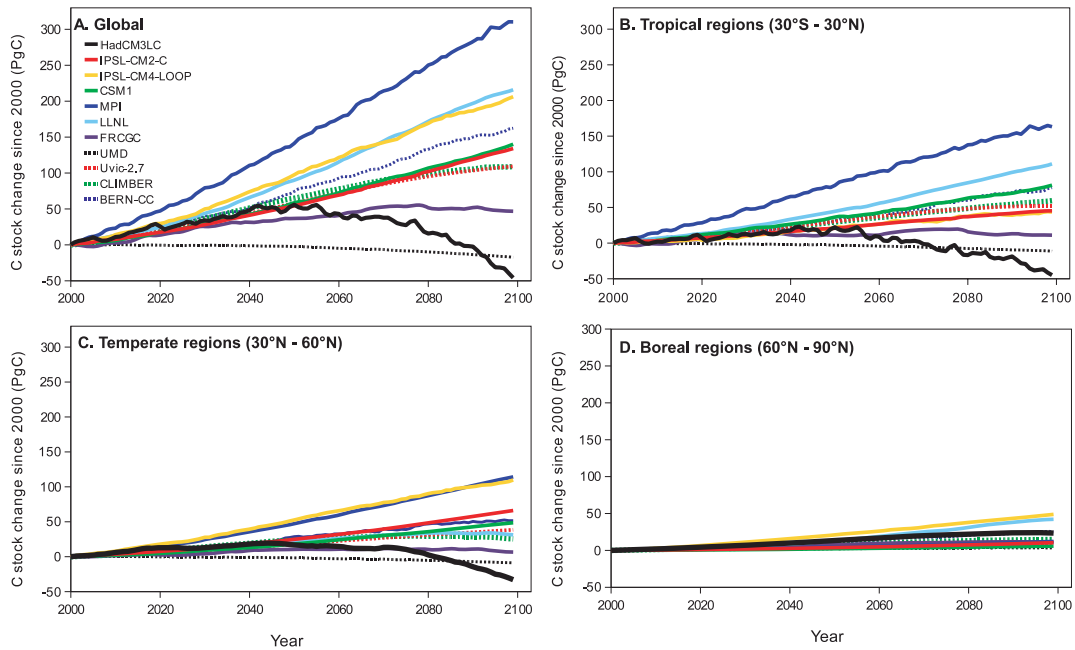 A. Global
HadCM3LC
IPSL-CM2-C
IPSL-CM4-LOOP
CSM1
MPI
LLNL
FRCGC
UMD
Uvic-2.7
CLIMBER
BERN-CC
C stock change since 2000 (PgC)
300
250
200
150
100
50
0
-50
2000
2020
2040
2060
2080
2100
B. Tropical regions (30°S - 30°N)
C stock change since 2000 (PgC)
300
250
200
150
100
50
0
-50
2000
2020
2040
2060
2080
2100
C. Temperate regions (30°N - 60°N)
C stock change since 2000 (PgC)
300
250
200
150
100
50
0
-50
2000
2020
2040
2060
2080
2100
Year
D. Boreal regions (60°N - 90°N)
C stock change since 2000 (PgC)
300
250
200
150
100
50
0
-50
2000
2020
2040
2060
2080
2100
Year